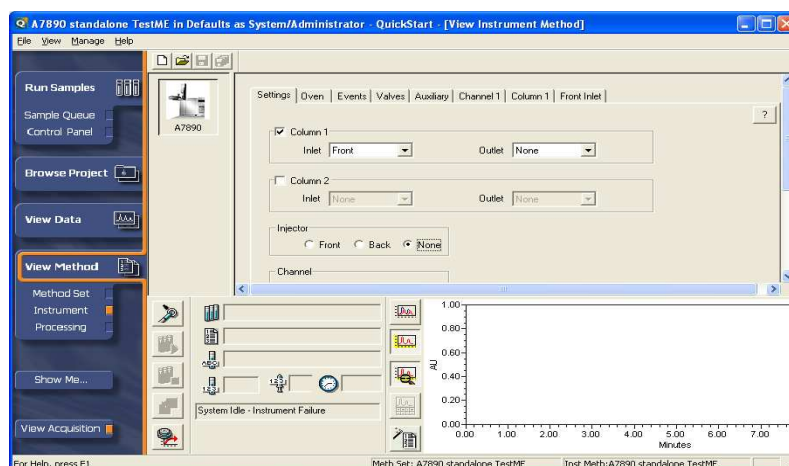 A7890 standalone TestME in Defaults as System/Administrator - QuickStart - [View Instrument Method]
File View Manage Help
Run Samples
Sample Queue
Control Panel
Browse Project
View Data
View Method
Method Set
Instrument
Processing
Show Me...
View Acquisition
A7890
Settings Oven Events Valves Auxiliary Channel 1 Column 1 Front Inlet
?
Column 1
Inlet Front Outlet None
Column 2
Inlet None Outlet None
Injector
Front Back None
Channel
System Idle - Instrument Failure
AU
1.00
0.80
0.60
0.40
0.20
0.00
0.00 1.00 2.00 3.00 4.00 5.00 6.00 7.00
Minutes
For Help, press F1 Meth Set: A7890 standalone TestME Inst Meth:A7890 standalone TestME